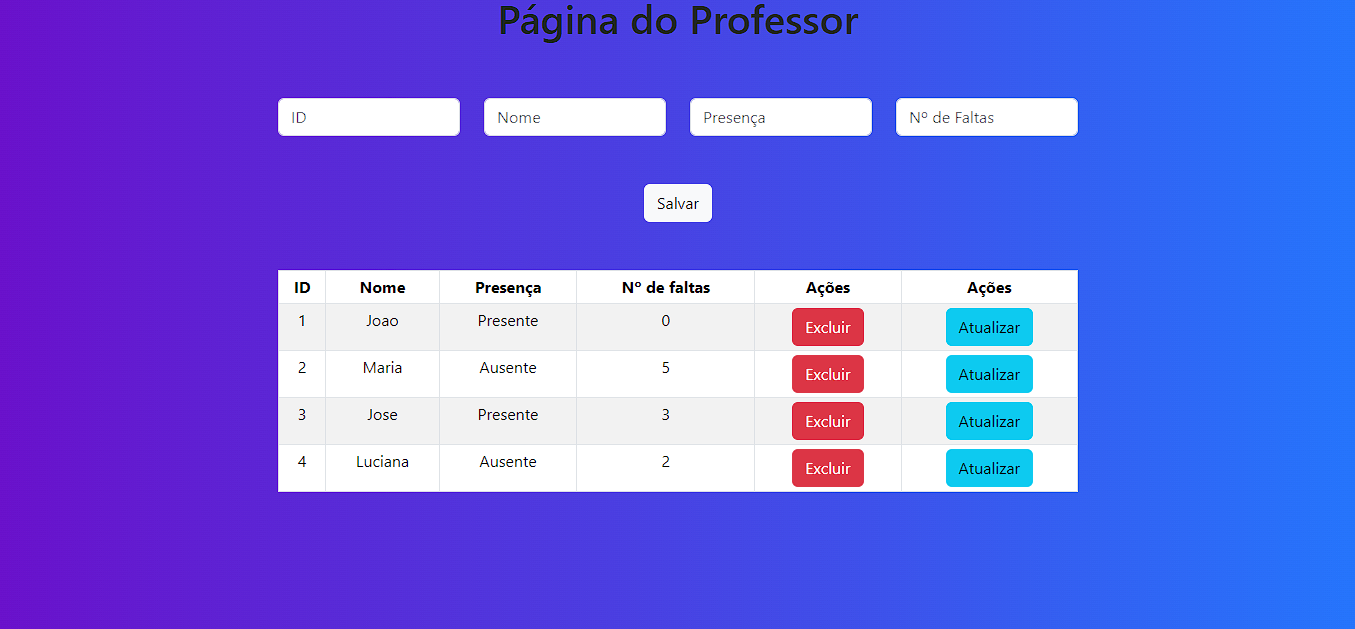 Página do Professor
ID Nome Presença Nº de Faltas
Salvar
ID Nome Presença Nº de faltas Ações Ações
1 Joao Presente 0 Excluir Atualizar
2 Maria Ausente 5 Excluir Atualizar
3 Jose Presente 3 Excluir Atualizar
4 Luciana Ausente 2 Excluir Atualizar